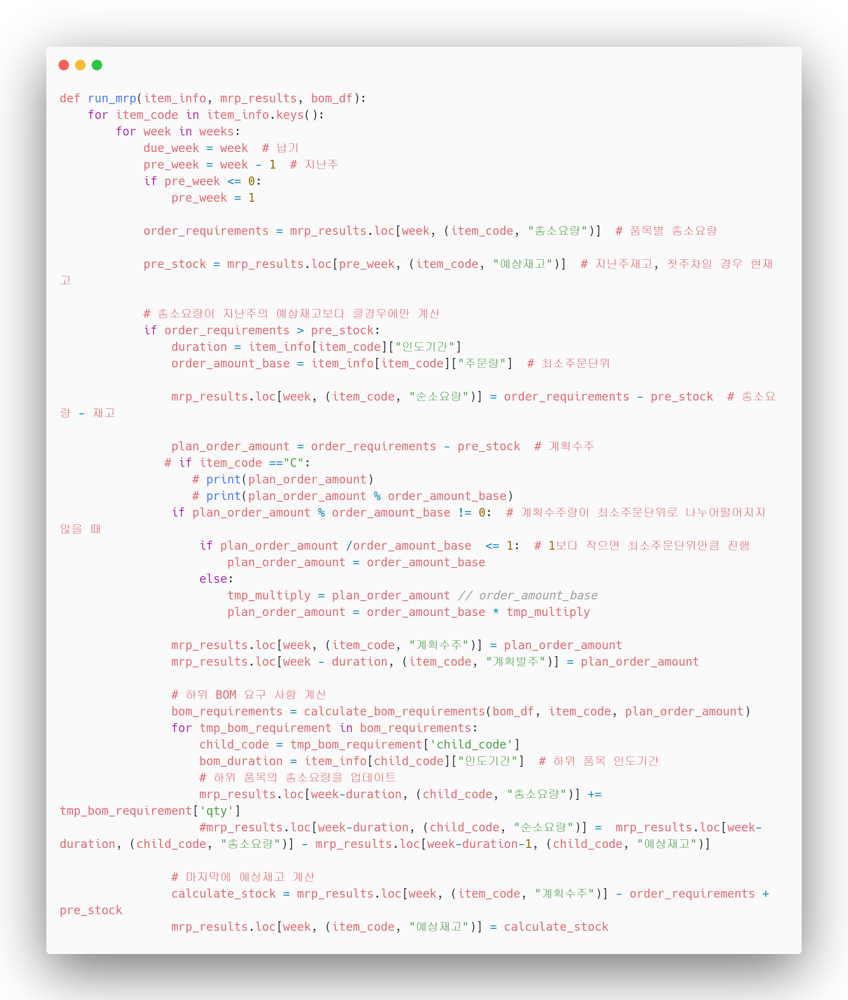 def run_mrp(item_info, mrp_results, bom_df):
    for item_code in item_info.keys():
        for week in weeks:
            due_week = week  # 납기
            pre_week = week - 1  # 지난주
            if pre_week <= 0:
                pre_week = 1
            order_requirements = mrp_results.loc[week, (item_code, "총소요량")]  # 품목별 총소요량
            pre_stock = mrp_results.loc[pre_week, (item_code, "예상재고")]  # 지난주재고, 첫주차일 경우 현재
고
            # 총소요량이 지난주의 예상재고보다 클경우에만 계산
            if order_requirements > pre_stock:
                duration = item_info[item_code]["인도기간"]
                order_amount_base = item_info[item_code]["주문량"]  # 최소주문단위
                mrp_results.loc[week, (item_code, "순소요량")] = order_requirements - pre_stock  # 총소요
량 - 재고
                plan_order_amount = order_requirements - pre_stock  # 계획수주
               # if item_code =="C":
                   # print(plan_order_amount)
                   # print(plan_order_amount % order_amount_base)
                if plan_order_amount % order_amount_base != 0:  # 계획수주량이 최소주문단위로 나누어떨어지지
않을 때
                    if plan_order_amount /order_amount_base  <= 1:  # 1보다 작으면 최소주문단위만큼 진행
                        plan_order_amount = order_amount_base
                    else:
                        tmp_multiply = plan_order_amount // order_amount_base
                        plan_order_amount = order_amount_base * tmp_multiply
                mrp_results.loc[week, (item_code, "계획수주")] = plan_order_amount
                mrp_results.loc[week - duration, (item_code, "계획발주")] = plan_order_amount
                # 하위 BOM 요구 사항 계산
                bom_requirements = calculate_bom_requirements(bom_df, item_code, plan_order_amount)
                for tmp_bom_requirement in bom_requirements:
                    child_code = tmp_bom_requirement['child_code']
                    bom_duration = item_info[child_code]["인도기간"]  # 하위 품목 인도기간
                    # 하위 품목의 총소요량을 업데이트
                    mrp_results.loc[week-duration, (child_code, "총소요량")] +=
tmp_bom_requirement['qty']
                    #mrp_results.loc[week-duration, (child_code, "순소요량")] =  mrp_results.loc[week-
duration, (child_code, "총소요량")] - mrp_results.loc[week-duration-1, (child_code, "예상재고")]
                # 마지막에 예상재고 계산
                calculate_stock = mrp_results.loc[week, (item_code, "계획수주")] - order_requirements +
pre_stock
                mrp_results.loc[week, (item_code, "예상재고")] = calculate_stock